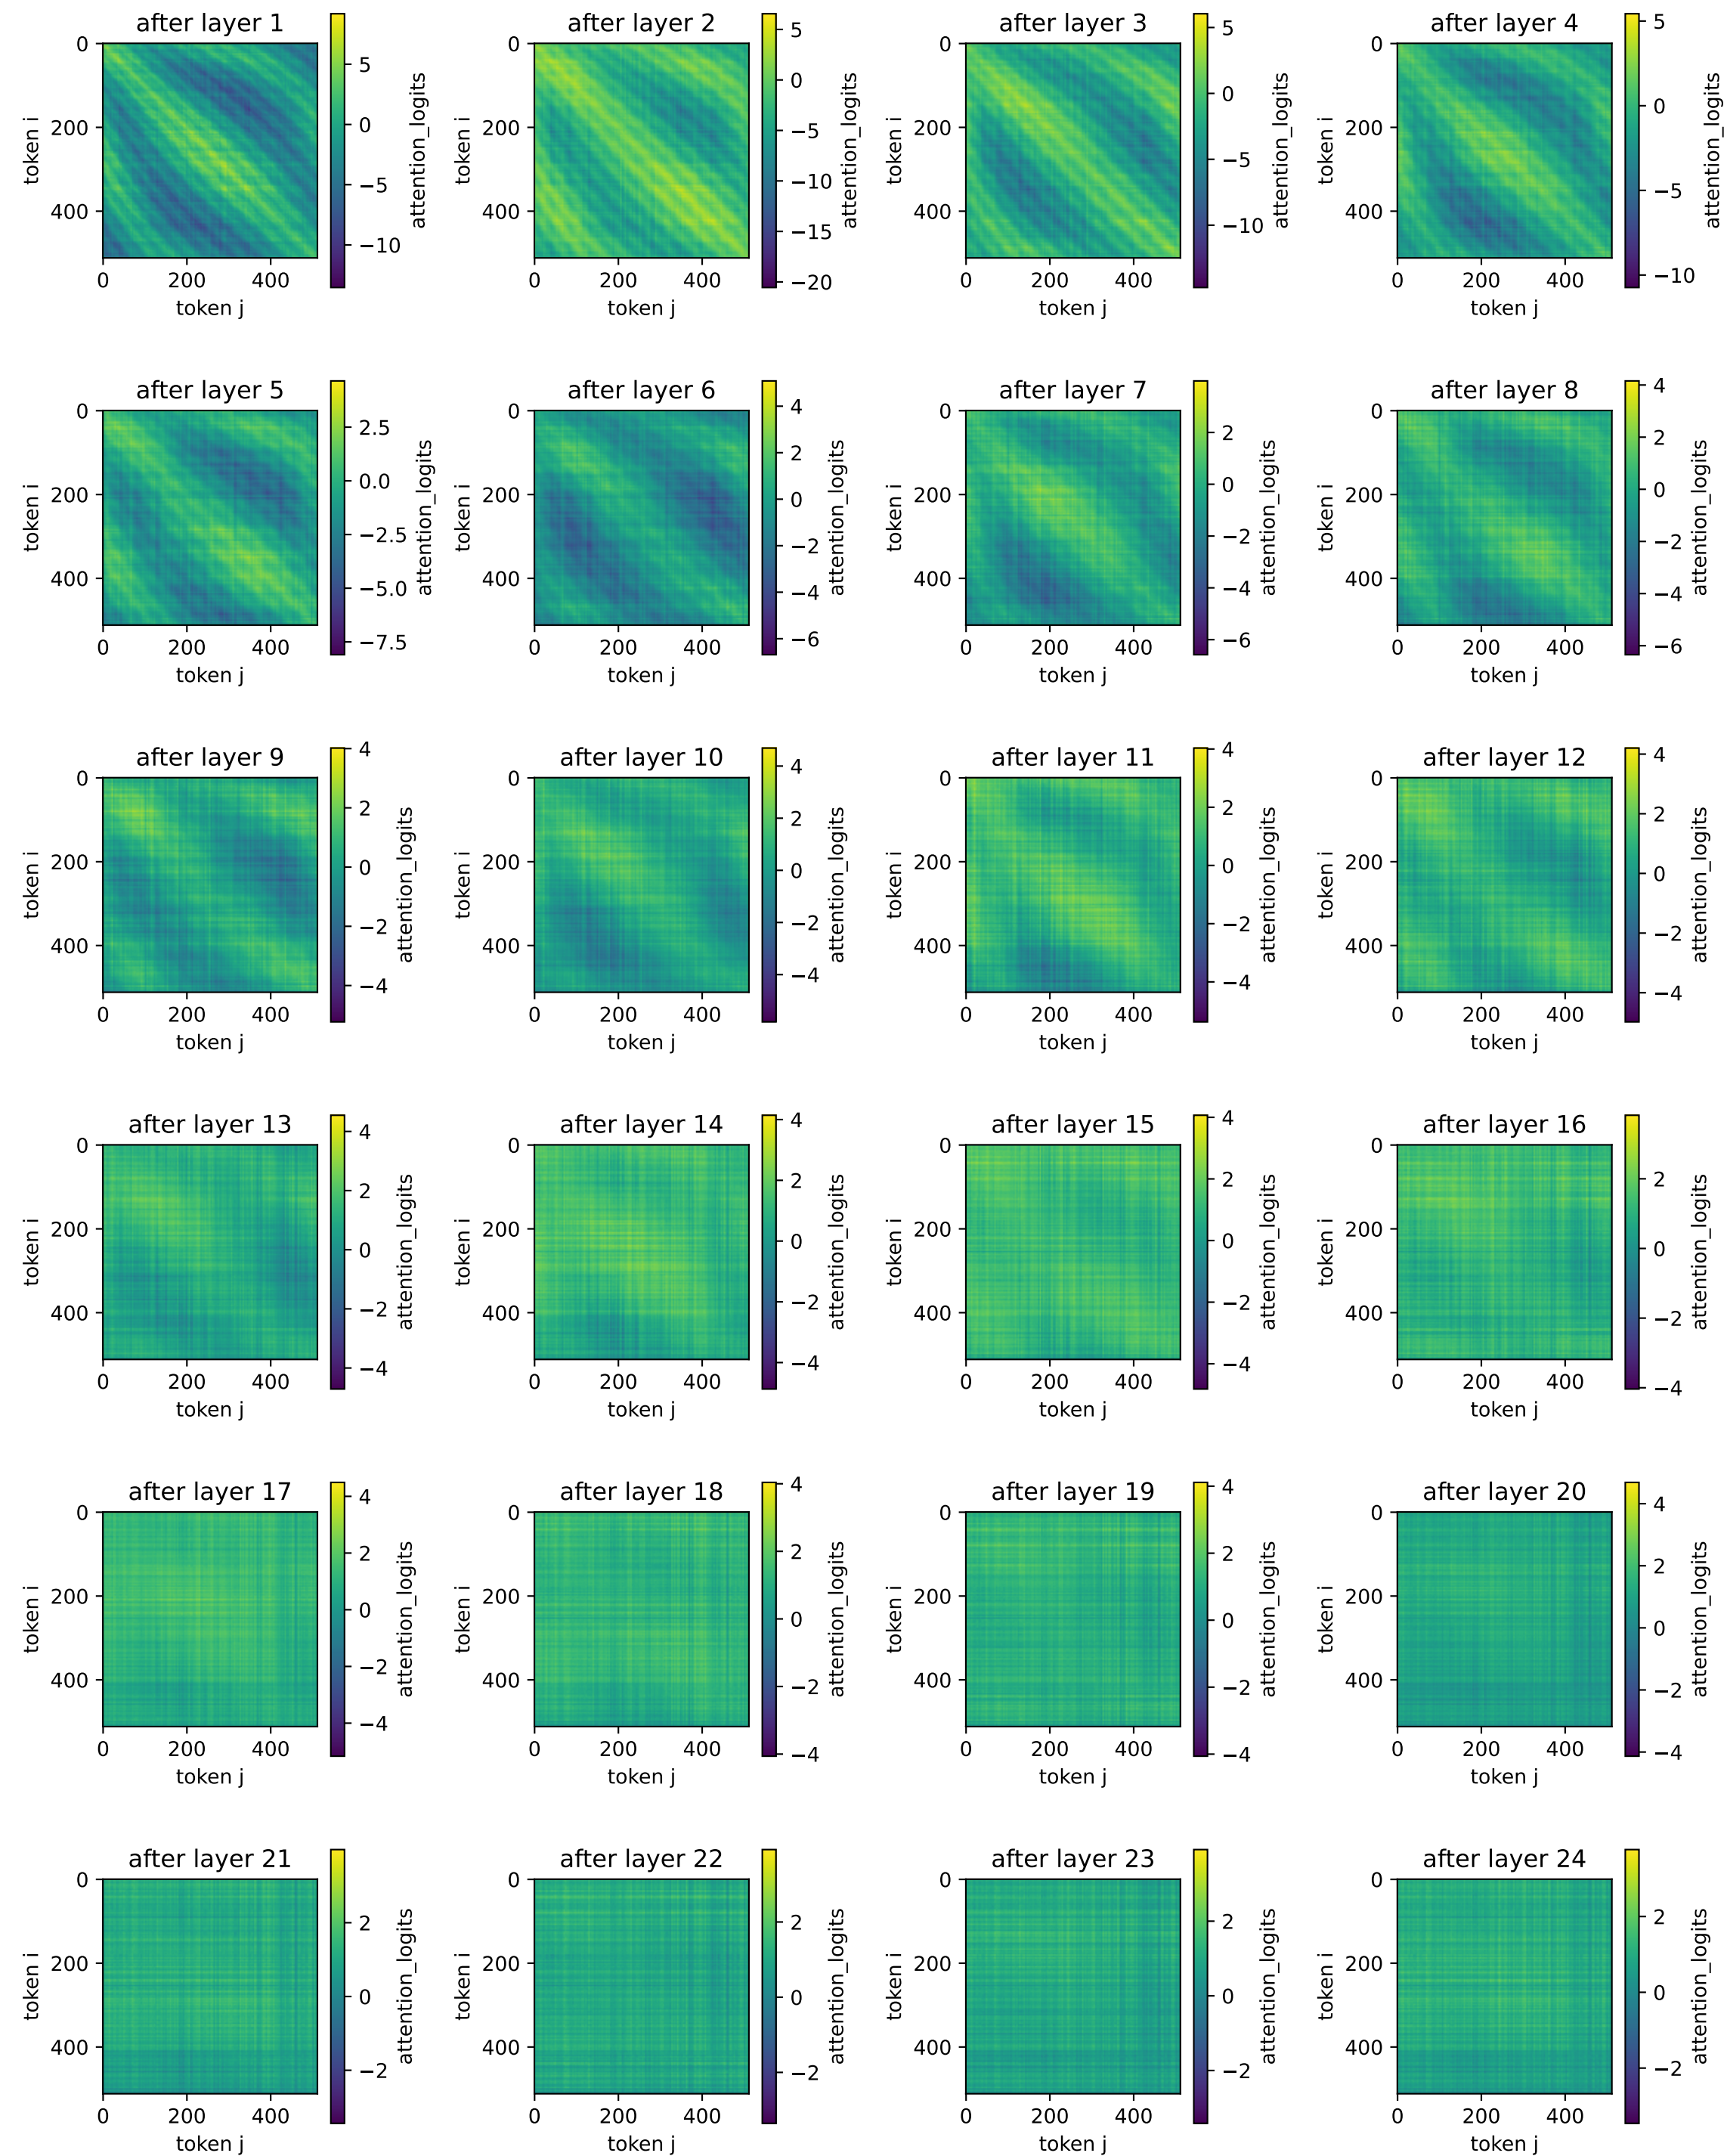 after layer 1
after layer 2
after layer 3
after layer 4
0
200
400
token i
0 200 400
token j
5
0
−5
−10
attention_logits
0
200
400
token i
0 200 400
token j
5
0
−5
−10
−15
−20
attention_logits
0
200
400
token i
0 200 400
token j
5
0
−5
−10
attention_logits
0
200
400
token i
0 200 400
token j
5
0
−5
−10
attention_logits
after layer 5
after layer 6
after layer 7
after layer 8
0
200
400
token i
0 200 400
token j
2.5
0.0
−2.5
−5.0
−7.5
attention_logits
0
200
400
token i
0 200 400
token j
4
2
0
−2
−4
−6
attention_logits
0
200
400
token i
0 200 400
token j
2
0
−2
−4
−6
attention_logits
0
200
400
token i
0 200 400
token j
4
2
0
−2
−4
−6
attention_logits
after layer 9
after layer 10
after layer 11
after layer 12
0
200
400
token i
0 200 400
token j
4
2
0
−2
−4
attention_logits
0
200
400
token i
0 200 400
token j
4
2
0
−2
−4
attention_logits
0
200
400
token i
0 200 400
token j
4
2
0
−2
−4
attention_logits
0
200
400
token i
0 200 400
token j
4
2
0
−2
−4
attention_logits
after layer 13
after layer 14
after layer 15
after layer 16
0
200
400
token i
0 200 400
token j
4
2
0
−2
−4
attention_logits
0
200
400
token i
0 200 400
token j
4
2
0
−2
−4
attention_logits
0
200
400
token i
0 200 400
token j
4
2
0
−2
−4
attention_logits
0
200
400
token i
0 200 400
token j
2
0
−2
−4
attention_logits
after layer 17
after layer 18
after layer 19
after layer 20
0
200
400
token i
0 200 400
token j
4
2
0
−2
−4
attention_logits
0
200
400
token i
0 200 400
token j
4
2
0
−2
−4
attention_logits
0
200
400
token i
0 200 400
token j
4
2
0
−2
−4
attention_logits
0
200
400
token i
0 200 400
token j
4
2
0
−2
−4
attention_logits
after layer 21
after layer 22
after layer 23
after layer 24
0
200
400
token i
0 200 400
token j
2
0
−2
attention_logits
0
200
400
token i
0 200 400
token j
2
0
−2
attention_logits
0
200
400
token i
0 200 400
token j
2
0
−2
attention_logits
0
200
400
token i
0 200 400
token j
2
0
−2
attention_logits